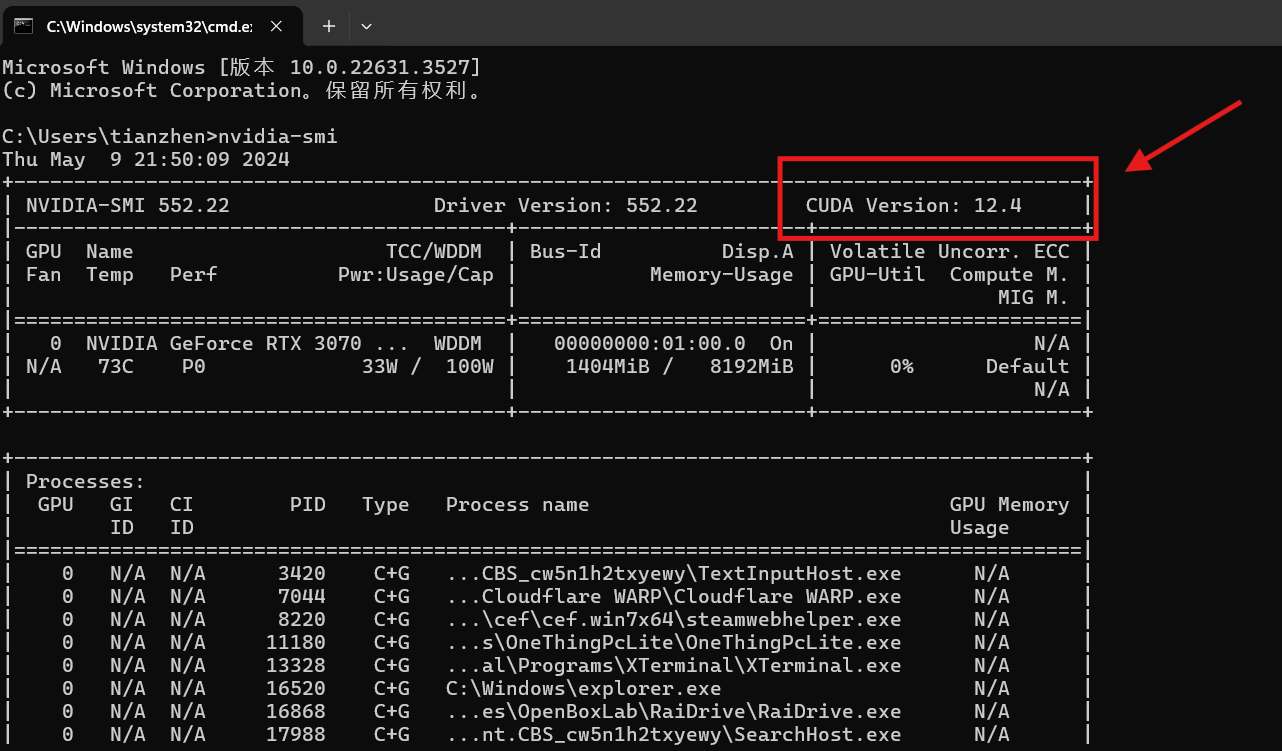 C:\Windows\system32\cmd.e
Microsoft Windows [版本 10.0.22631.3527]
(c) Microsoft Corporation。保留所有权利。
C:\Users\tianzhen>nvidia-smi
Thu May  9 21:50:09 2024
+-----------------------------------------------------------------------------------------+
| NVIDIA-SMI 552.22                 Driver Version: 552.22         CUDA Version: 12.4     |
|-----------------------------------------+------------------------+----------------------+
| GPU  Name                     TCC/WDDM  | Bus-Id          Disp.A | Volatile Uncorr. ECC |
| Fan  Temp   Perf          Pwr:Usage/Cap |           Memory-Usage | GPU-Util  Compute M. |
|                                         |                        |               MIG M. |
|=========================================+========================+======================|
|   0  NVIDIA GeForce RTX 3070 ...  WDDM  |   00000000:01:00.0  On |                  N/A |
| N/A   73C    P0             33W /  100W |    1404MiB /   8192MiB |      0%      Default |
|                                         |                        |                  N/A |
+-----------------------------------------+------------------------+----------------------+
+-----------------------------------------------------------------------------------------+
| Processes:                                                                              |
|  GPU   GI   CI        PID   Type   Process name                              GPU Memory |
|        ID   ID                                                               Usage      |
|=========================================================================================|
|    0   N/A  N/A      3420    C+G   ...CBS_cw5n1h2txyewy\TextInputHost.exe      N/A      |
|    0   N/A  N/A      7044    C+G   ...Cloudflare WARP\Cloudflare WARP.exe      N/A      |
|    0   N/A  N/A      8220    C+G   ...\cef\cef.win7x64\steamwebhelper.exe      N/A      |
|    0   N/A  N/A     11180    C+G   ...s\OneThingPcLite\OneThingPcLite.exe      N/A      |
|    0   N/A  N/A     13328    C+G   ...al\Programs\XTerminal\XTerminal.exe      N/A      |
|    0   N/A  N/A     16520    C+G   C:\Windows\explorer.exe                     N/A      |
|    0   N/A  N/A     16868    C+G   ...es\OpenBoxLab\RaiDrive\RaiDrive.exe      N/A      |
|    0   N/A  N/A     17988    C+G   ...nt.CBS_cw5n1h2txyewy\SearchHost.exe      N/A      |